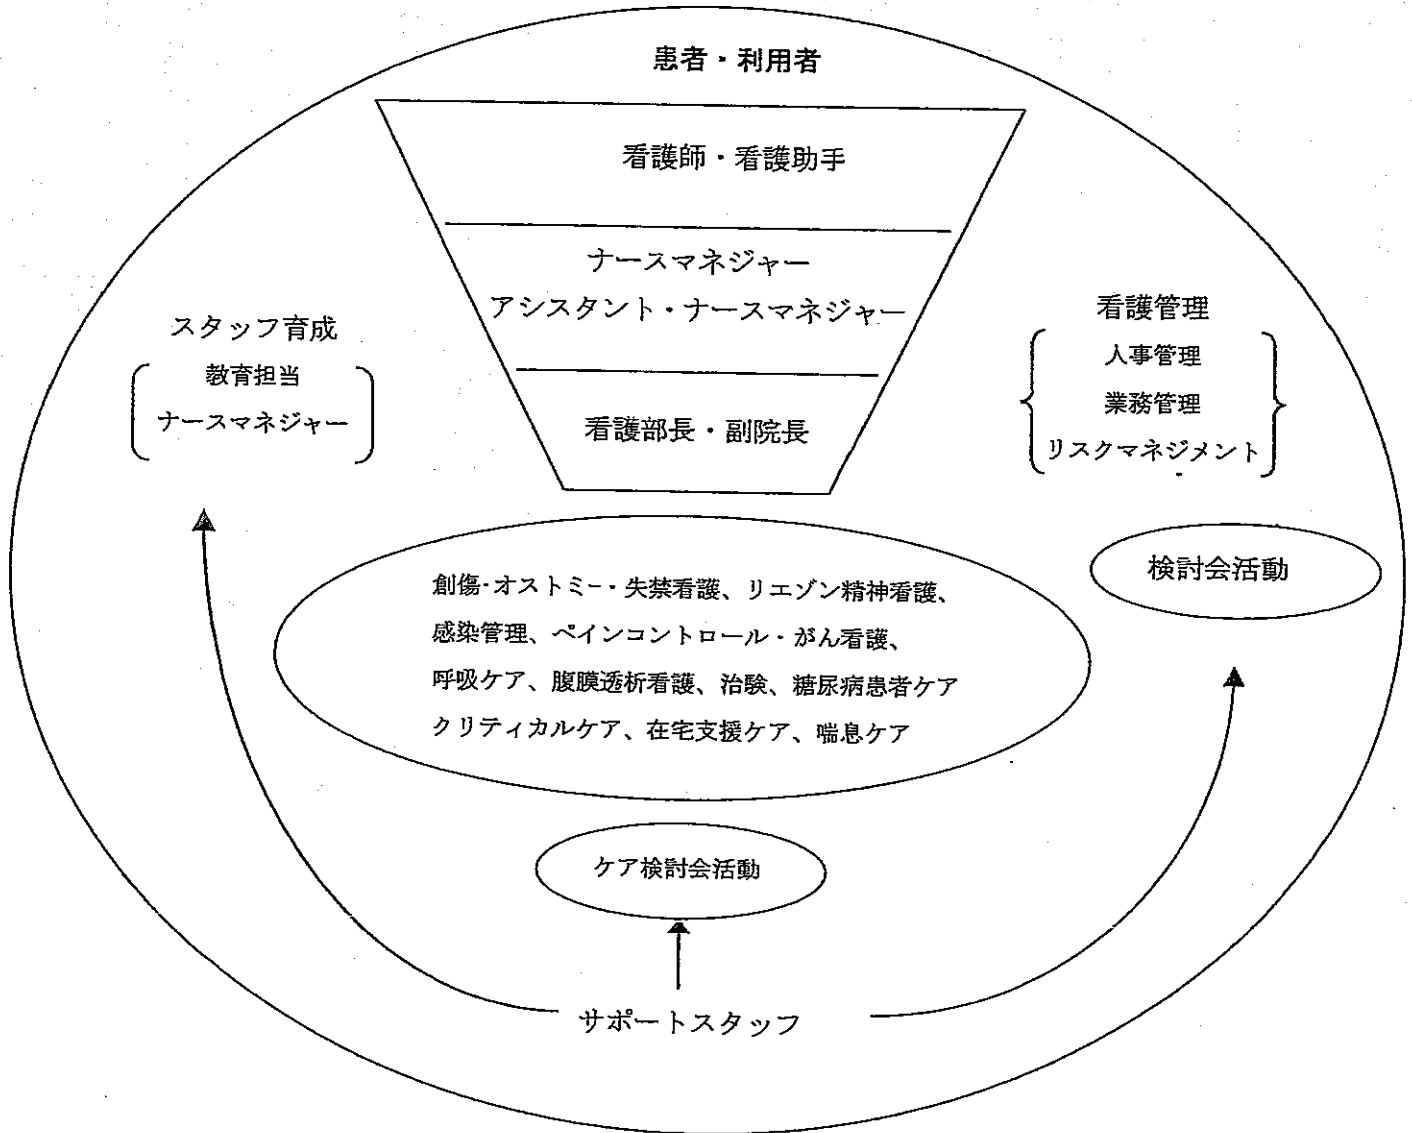 患者・利用者
看護師・看護助手
ナースマネジャー
アシスタント・ナースマネジャー
看護部長・副院長
スタッフ育成
教育担当
ナースマネジャー
看護管理
人事管理
業務管理
リスクマネジメント
検討会活動
創傷・オストミー・失禁看護、リエゾン精神看護、
感染管理、ペインコントロール・がん看護、
呼吸ケア、腹膜透析看護、治験、糖尿病患者ケア
クリティカルケア、在宅支援ケア、喘息ケア
ケア検討会活動
サポートスタッフ